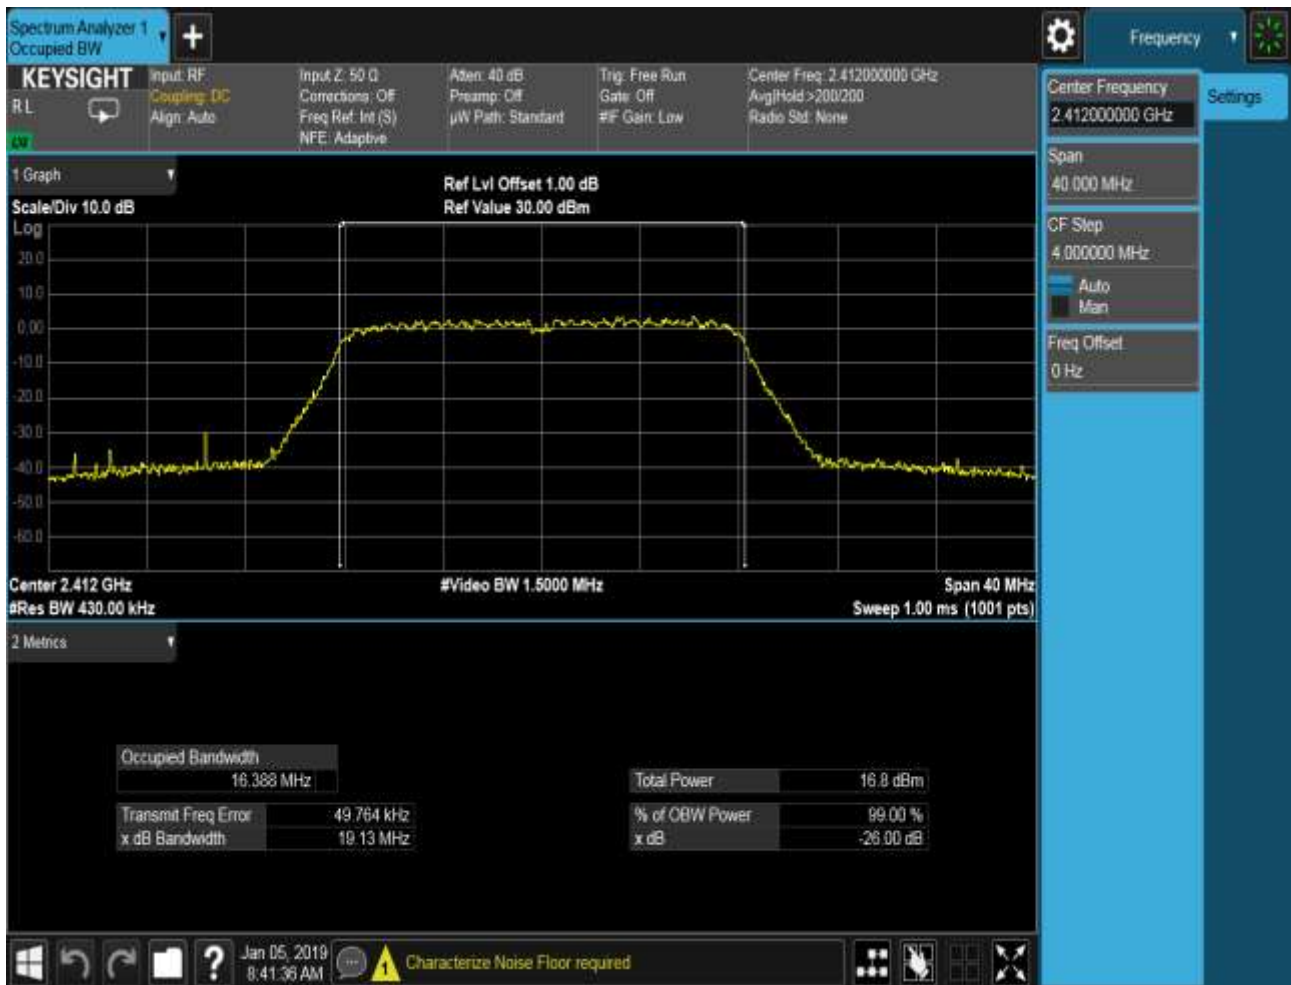 Spectrum Analyzer 1
Occupied BW
Frequency
KEYSIGHT
R L
Input: RF
Coupling: DC
Align: Auto
Input Z: 50 Ω
Corrections: Off
Freq Ref: Int (S)
NFE: Adaptive
Atten: 40 dB
Preamp: Off
µW Path: Standard
Trig: Free Run
Gate: Off
#IF Gain: Low
Center Freq: 2.412000000 GHz
Avg|Hold:>200/200
Radio Std: None
Center Frequency
2.412000000 GHz
Settings
Span
40.000 MHz
CF Step
4.000000 MHz
Auto
Man
Freq Offset
0 Hz
1 Graph
Scale/Div 10.0 dB
Ref Lvl Offset 1.00 dB
Ref Value 30.00 dBm
Log
20.0
10.0
0.00
-10.0
-20.0
-30.0
-40.0
-50.0
-60.0
Center 2.412 GHz
#Res BW 430.00 kHz
#Video BW 1.5000 MHz
Span 40 MHz
Sweep 1.00 ms (1001 pts)
2 Metrics
Occupied Bandwidth
16.388 MHz
Transmit Freq Error 49.764 kHz
x dB Bandwidth 19.13 MHz
Total Power 16.8 dBm
% of OBW Power 99.00 %
x dB -26.00 dB
?
Jan 05, 2019
8:41:36 AM
1
Characterize Noise Floor required